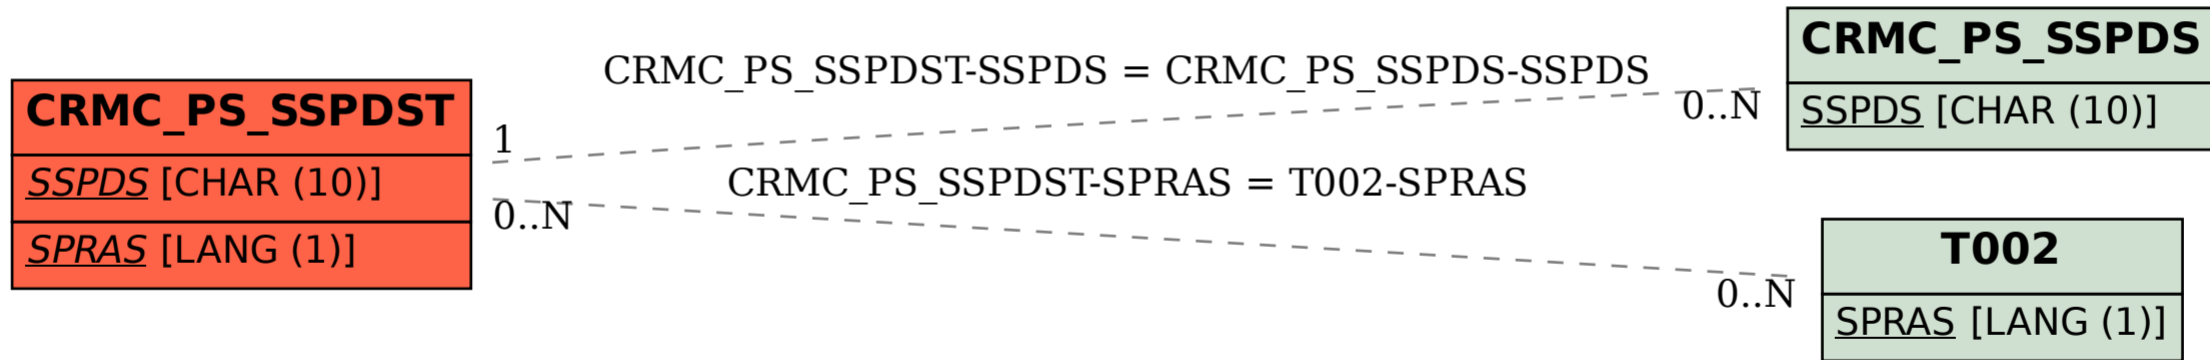 CRMC_PS_SSPDST
SSPDS [CHAR (10)]
SPRAS [LANG (1)]
CRMC_PS_SSPDST-SSPDS = CRMC_PS_SSPDS-SSPDS
1
0..N
CRMC_PS_SSPDST-SPRAS = T002-SPRAS
0..N
0..N
CRMC_PS_SSPDS
SSPDS [CHAR (10)]
T002
SPRAS [LANG (1)]